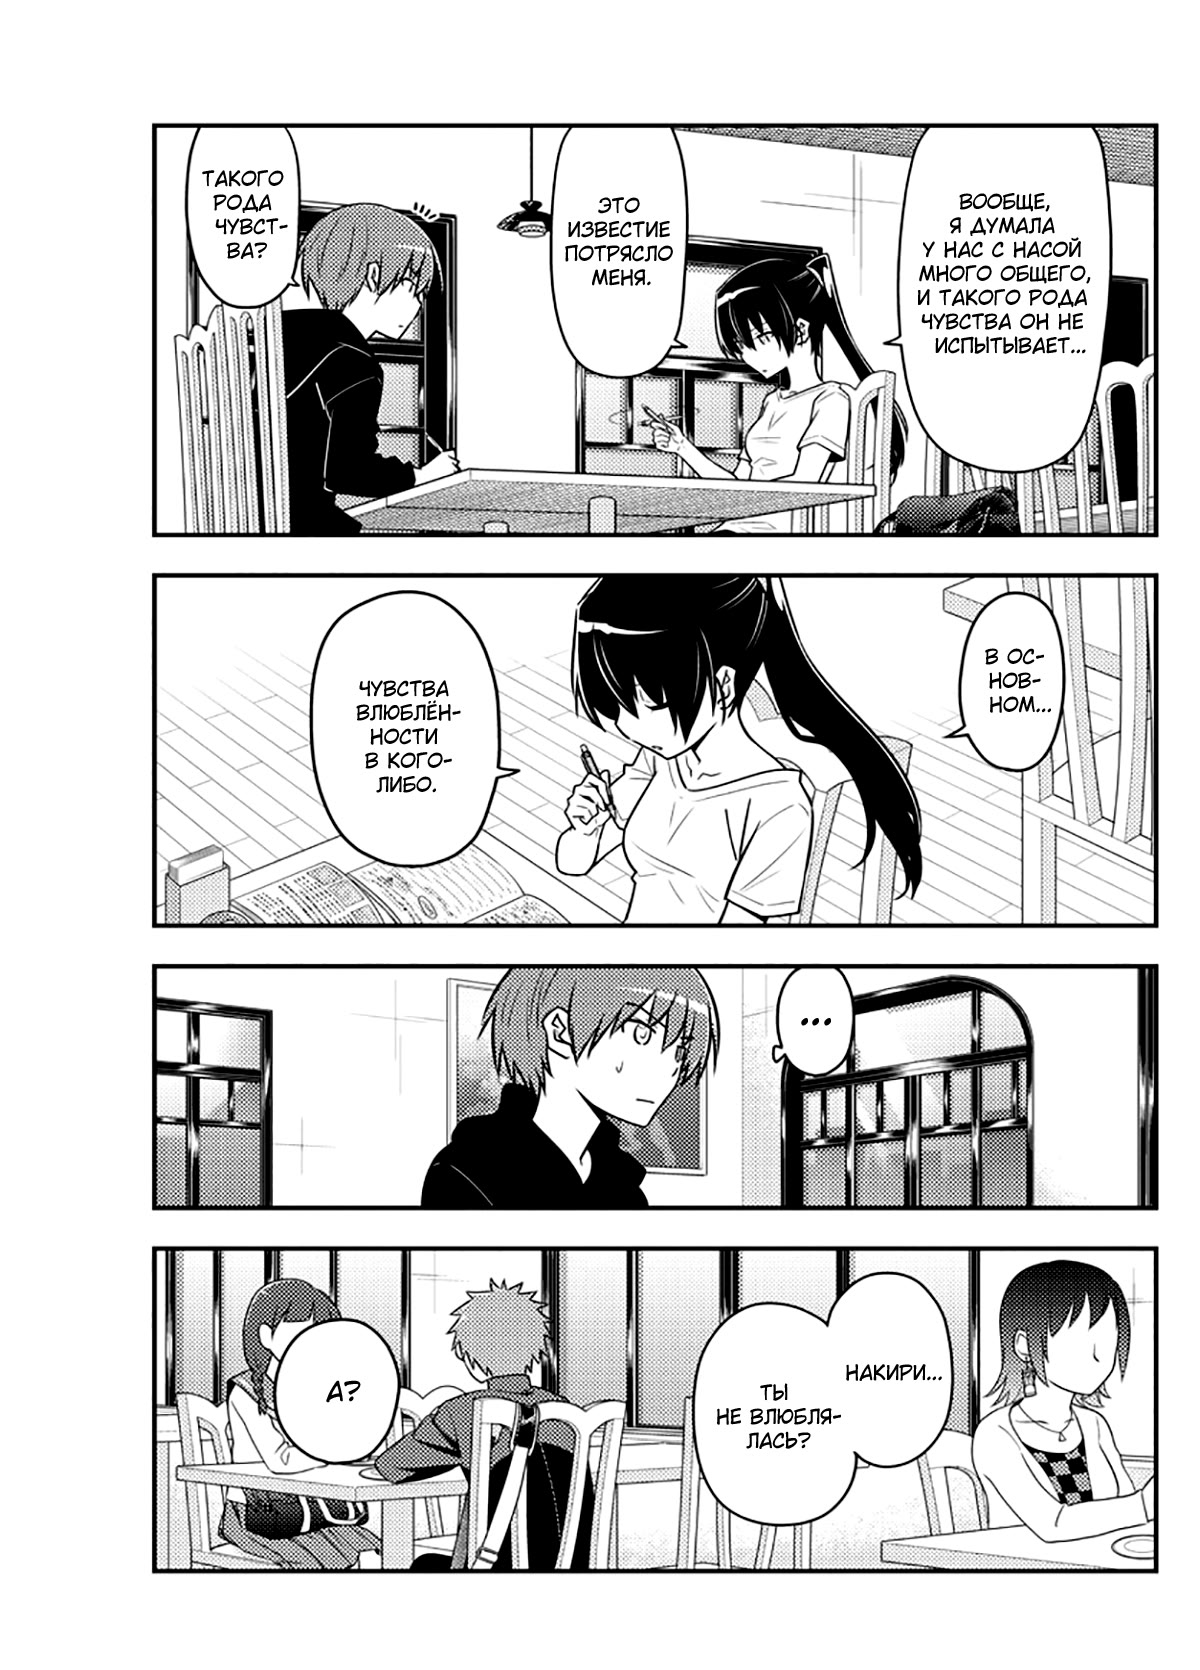 ВООБЩЕ,
Я ДУМАЛА
У НАС С НАСОЙ
МНОГО ОБЩЕГО,
И ТАКОГО РОДА
ЧУВСТВА ОН НЕ
ИСПЫТЫВАЕТ...
ЭТО
ИЗВЕСТИЕ
ПОТРЯСЛО
МЕНЯ.
ТАКОГО
РОДА
ЧУВСТ-
ВА?
В ОС-
НОВ-
НОМ...
ЧУВСТВА
ВЛЮБЛЁН-
НОСТИ
В КОГО-
ЛИБО.
...
НАКИРИ...
ТЫ
НЕ ВЛЮБЛЯ-
ЛАСЬ?
А?